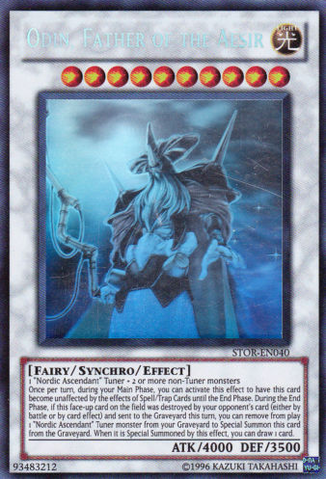 Odin, Father of the Aesir
LIGHT
光
STOR-EN040
[Fairy/Synchro/Effect]
1 "Nordic Ascendant" Tuner + 2 or more non-Tuner monsters
Once per turn, during your Main Phase, you can activate this effect to have this card
become unaffected by the effects of Spell/Trap Cards until the End Phase. During the End
Phase, if this face-up card on the field was destroyed by your opponent's card (either by
battle or by card effect) and sent to the Graveyard this turn, you can remove from play
1 "Nordic Ascendant" Tuner monster from your Graveyard to Special Summon this card
from the Graveyard. When it is Special Summoned by this effect, you can draw 1 card.
ATK/4000 DEF/3500
93483212
©1996 KAZUKI TAKAHASHI